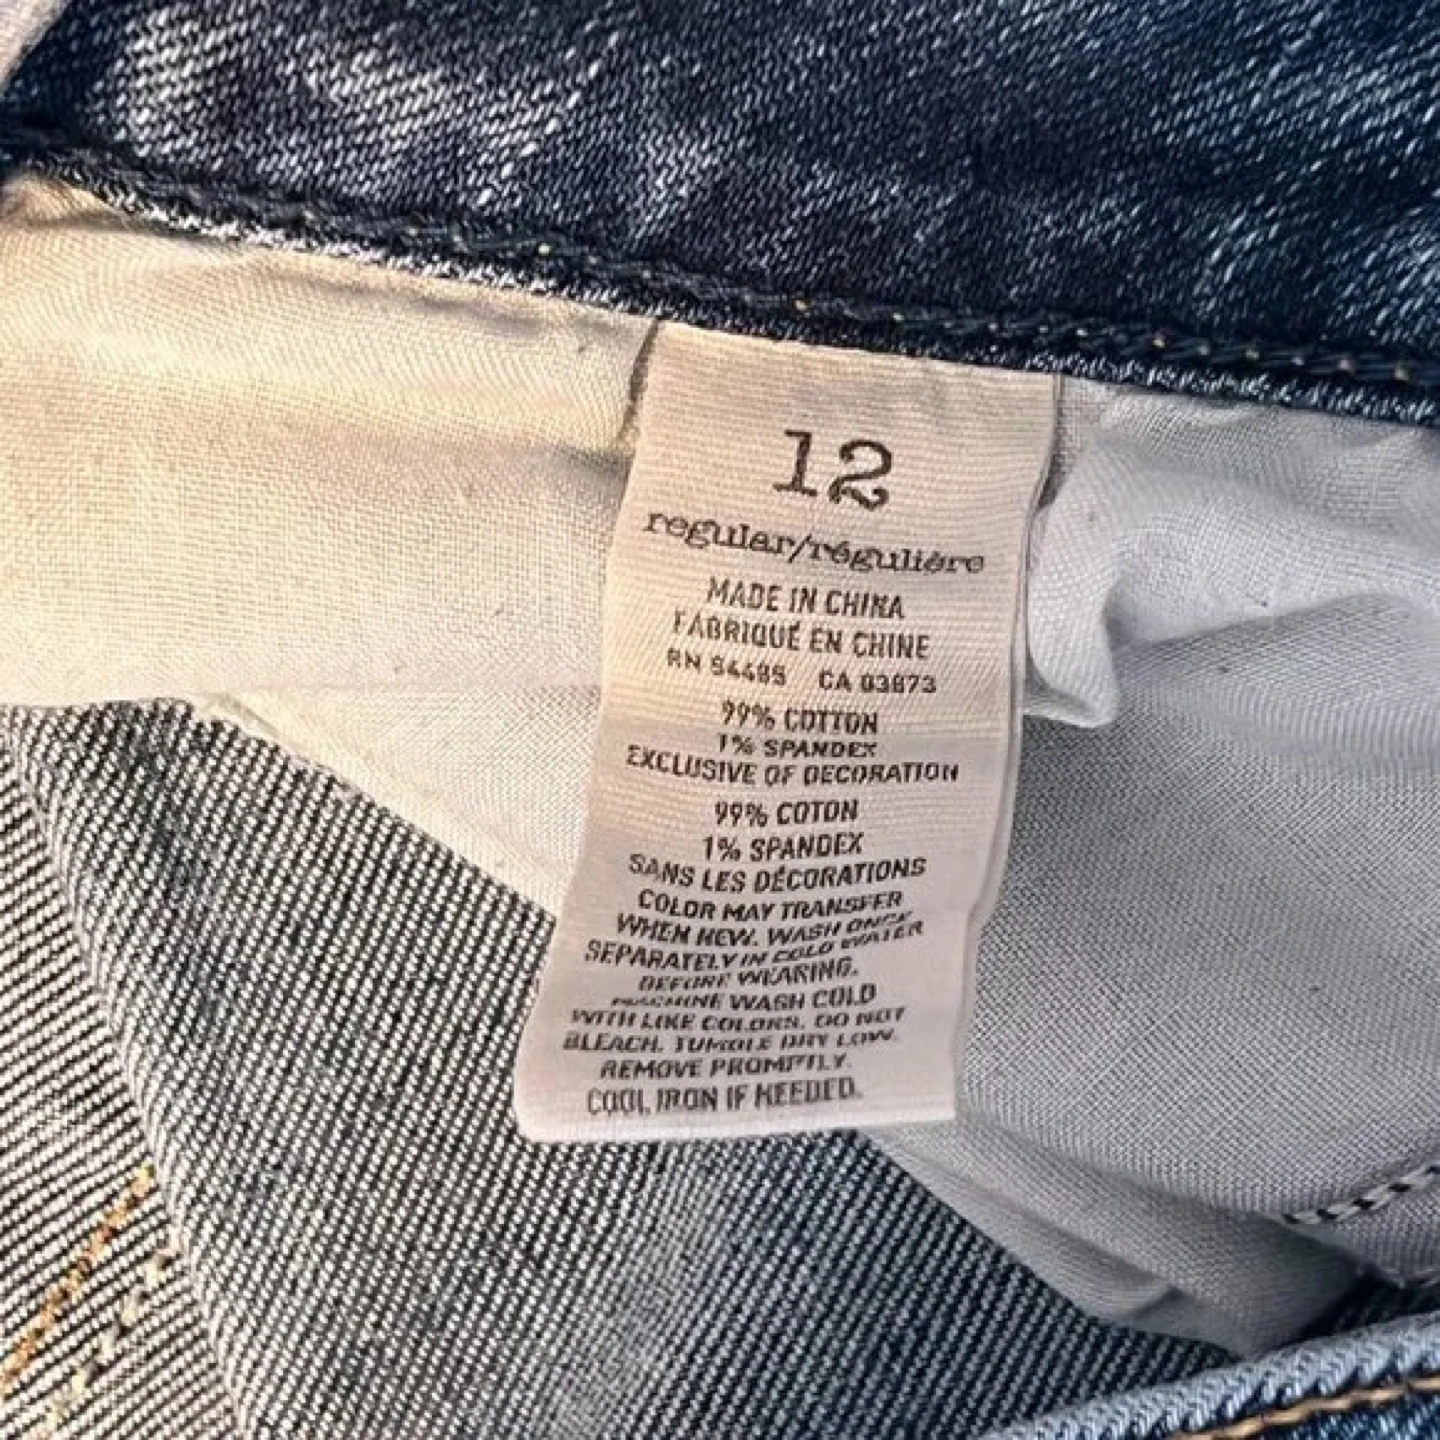 12
regular/régulière
MADE IN CHINA
FABRIQUÉ EN CHINE
RN 54485 CA 03873
99% COTTON
1% SPANDEX
EXCLUSIVE OF DECORATION
99% COTON
1% SPANDEX
SANS LES DÉCORATIONS
COLOR MAY TRANSFER
WHEN NEW. WASH ONCE
SEPARATELY IN COLD WATER
BEFORE WEARING.
MACHINE WASH COLD
WITH LIKE COLORS. DO NOT
BLEACH. TUMBLE DRY LOW.
REMOVE PROMPTLY.
COOL IRON IF NEEDED.